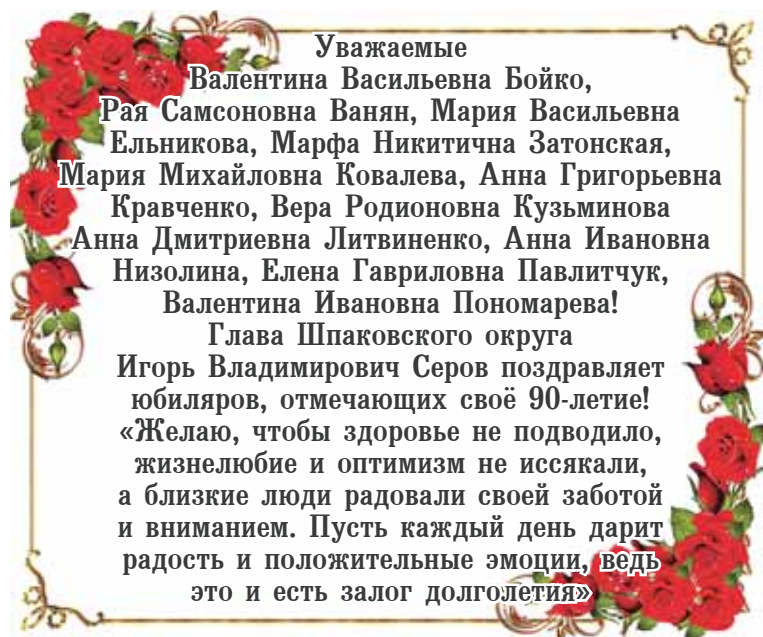 Уважаемые
Валентина Васильевна Бойко,
Рая Самсоновна Ванян, Мария Васильевна
Ельникова, Марфа Никитична Затонская,
Мария Михайловна Ковалева, Анна Григорьевна
Кравченко, Вера Родионовна Кузьминова
Анна Дмитриевна Литвиненко, Анна Ивановна
Низолина, Елена Гавриловна Павлитчук,
Валентина Ивановна Пономарева!
Глава Шпаковского округа
Игорь Владимирович Серов поздравляет
юбиляров, отмечающих своё 90-летие!
«Желаю, чтобы здоровье не подводило,
жизнелюбие и оптимизм не иссякали,
а близкие люди радовали своей заботой
и вниманием. Пусть каждый день дарит
радость и положительные эмоции, ведь
это и есть залог долголетия»